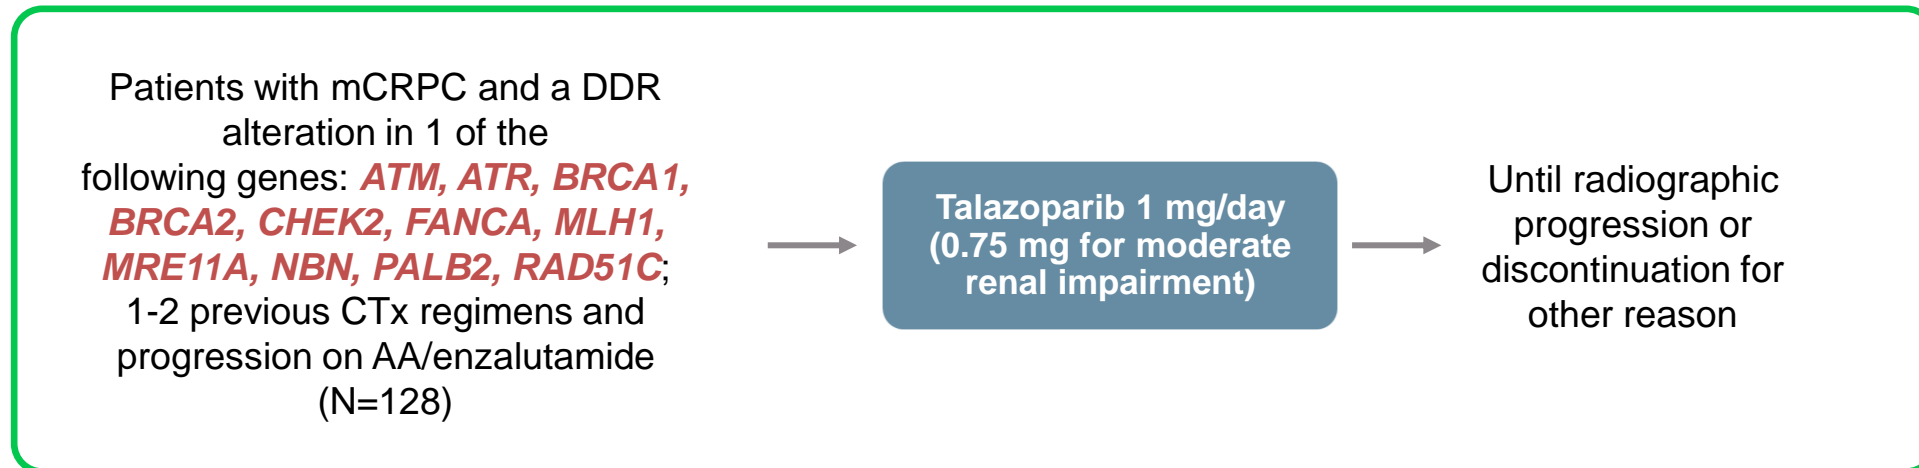 Patients with mCRPC and a DDR
alteration in 1 of the
following genes: ATM, ATR, BRCA1,
BRCA2, CHEK2, FANCA, MLH1,
MRE11A, NBN, PALB2, RAD51C;
1-2 previous CTx regimens and
progression on AA/enzalutamide
(N=128)
Talazoparib 1 mg/day
(0.75 mg for moderate
renal impairment)
Until radiographic
progression or
discontinuation for
other reason